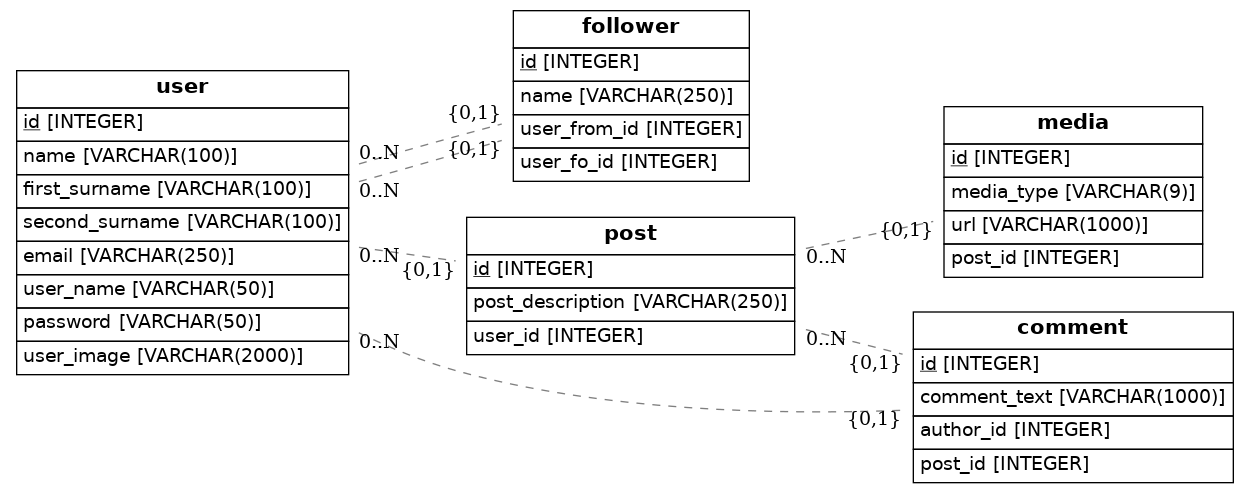 user
id [INTEGER]
name [VARCHAR(100)]
first_surname [VARCHAR(100)]
second_surname [VARCHAR(100)]
email [VARCHAR(250)]
user_name [VARCHAR(50)]
password [VARCHAR(50)]
user_image [VARCHAR(2000)]
0..N
0..N
0..N
0..N
{0,1}
{0,1}
{0,1}
follower
id [INTEGER]
name [VARCHAR(250)]
user_from_id [INTEGER]
user_fo_id [INTEGER]
post
id [INTEGER]
post_description [VARCHAR(250)]
user_id [INTEGER]
0..N
0..N
{0,1}
{0,1}
{0,1}
media
id [INTEGER]
media_type [VARCHAR(9)]
url [VARCHAR(1000)]
post_id [INTEGER]
comment
id [INTEGER]
comment_text [VARCHAR(1000)]
author_id [INTEGER]
post_id [INTEGER]